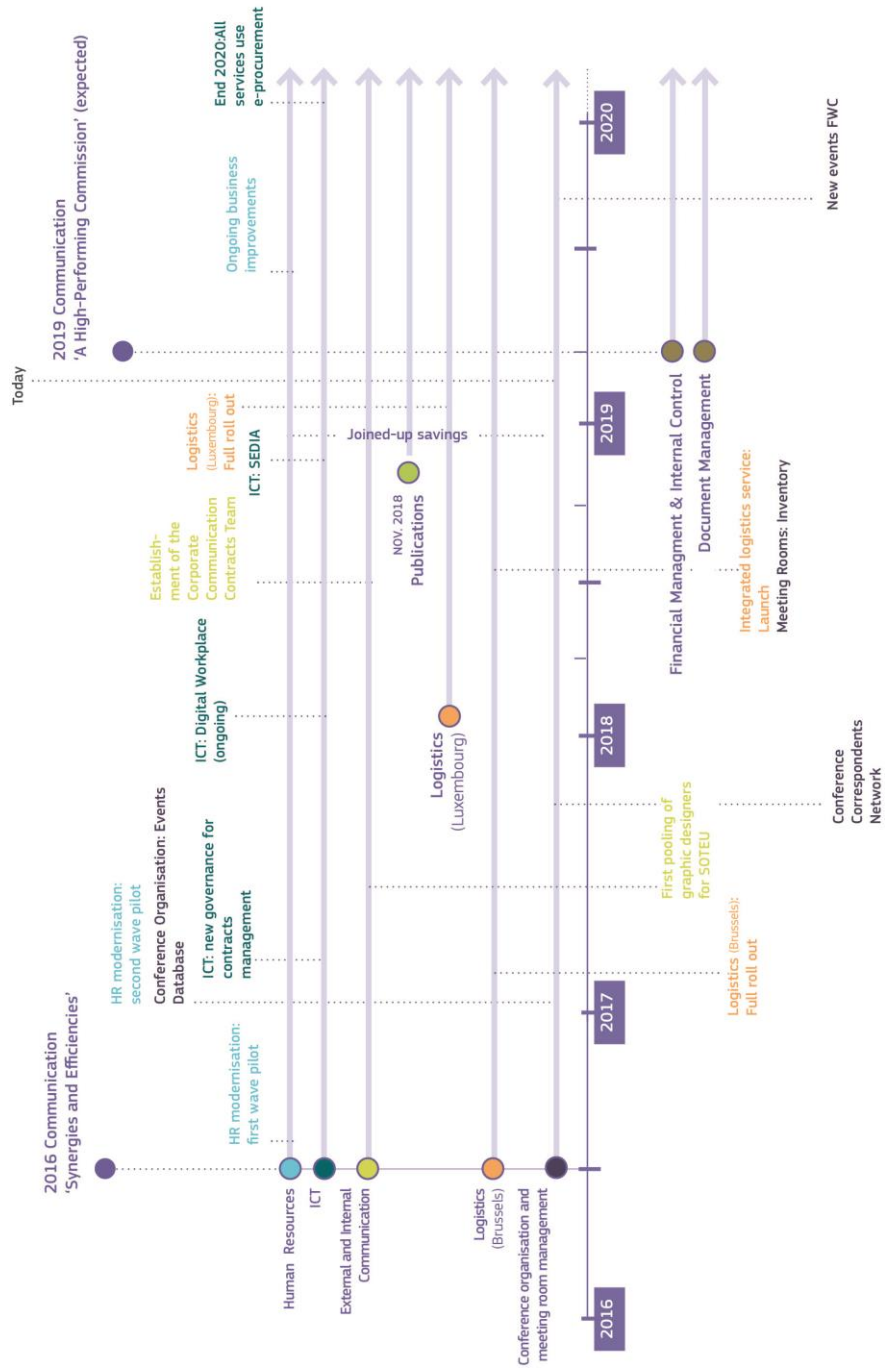 Today
2016 Communication
‘Synergies and Efficiencies’
2019 Communication
‘A High-Performing Commission’ (expected)
HR modernisation:
first wave pilot
HR modernisation:
second wave pilot
Conference Organisation: Events
Database
ICT: new governance for
contracts
management
ICT: Digital Workplace
(ongoing)
Establish-
ment of the
Corporate
Communication
Contracts Team
Logistics
(Luxembourg):
Full roll out
ICT: SEDIA
Ongoing business
improvements
End 2020:All
services use
e-procurement
Human Resources
ICT
External and Internal
Communication
Joined-up savings
NOV. 2018
Publications
Logistics
(Luxembourg)
Logistics
(Brussels)
Conference organisation and
meeting room management
2016
2017
2018
2019
2020
Financial Managment & Internal Control
Document Management
First pooling of
graphic designers
for SOTEU
Logistics (Brussels):
Full roll out
Integrated logistics service:
Launch
Meeting Rooms: Inventory
Conference
Correspondents
Network
New events FWC